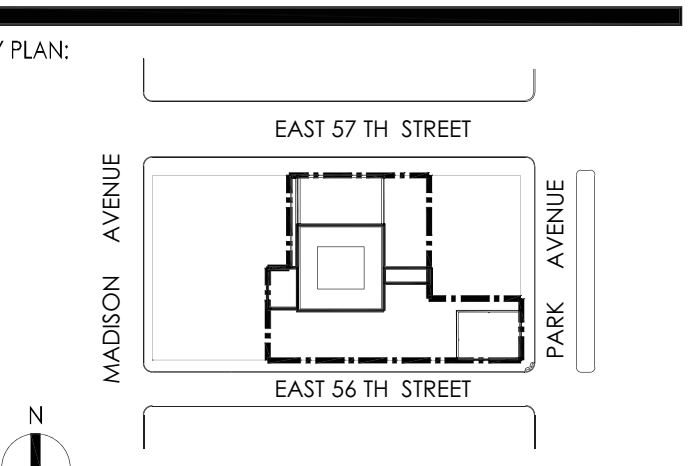 Y PLAN:
EAST 57 TH STREET
MADISON AVENUE
PARK AVENUE
EAST 56 TH STREET
N